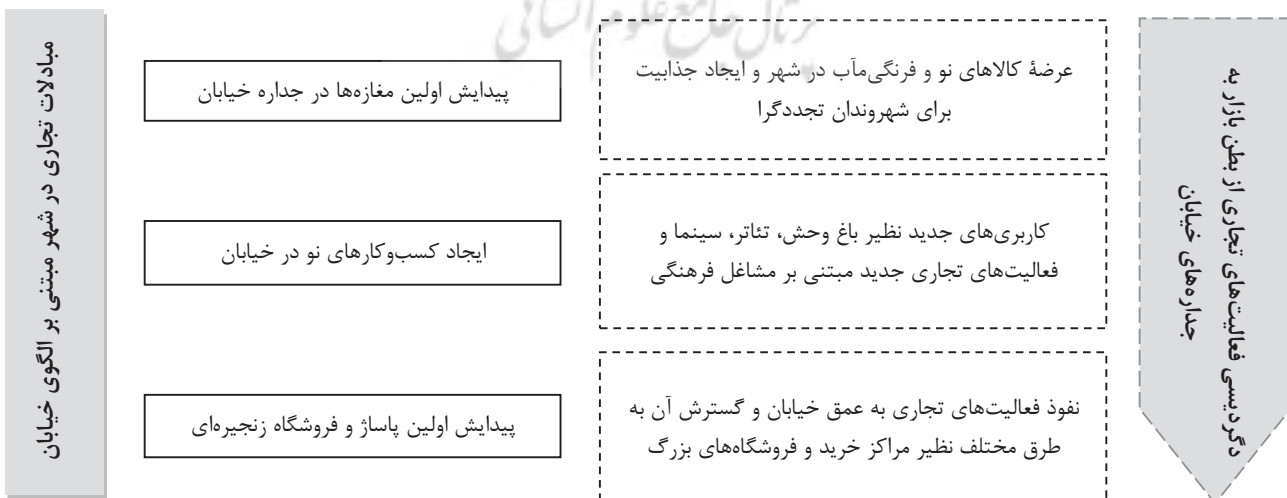 پرتال جامع علوم انسانی
دگردیسی فعالیت‌های تجاری از بطن بازار به
جداره‌های خیابان
عرضهٔ کالاهای نو و فرنگی‌مآب در شهر و ایجاد جذابیت
برای شهروندان تجددگرا
پیدایش اولین مغازه‌ها در جداره خیابان
کاربری‌های جدید نظیر باغ وحش، تئاتر، سینما و
فعالیت‌های تجاری جدید مبتنی بر مشاغل فرهنگی
ایجاد کسب‌وکارهای نو در خیابان
نفوذ فعالیت‌های تجاری به عمق خیابان و گسترش آن به
طرق مختلف نظیر مراکز خرید و فروشگاه‌های بزرگ
پیدایش اولین پاساژ و فروشگاه زنجیره‌ای
مبادلات تجاری در شهر مبتنی بر الگوی خیابان